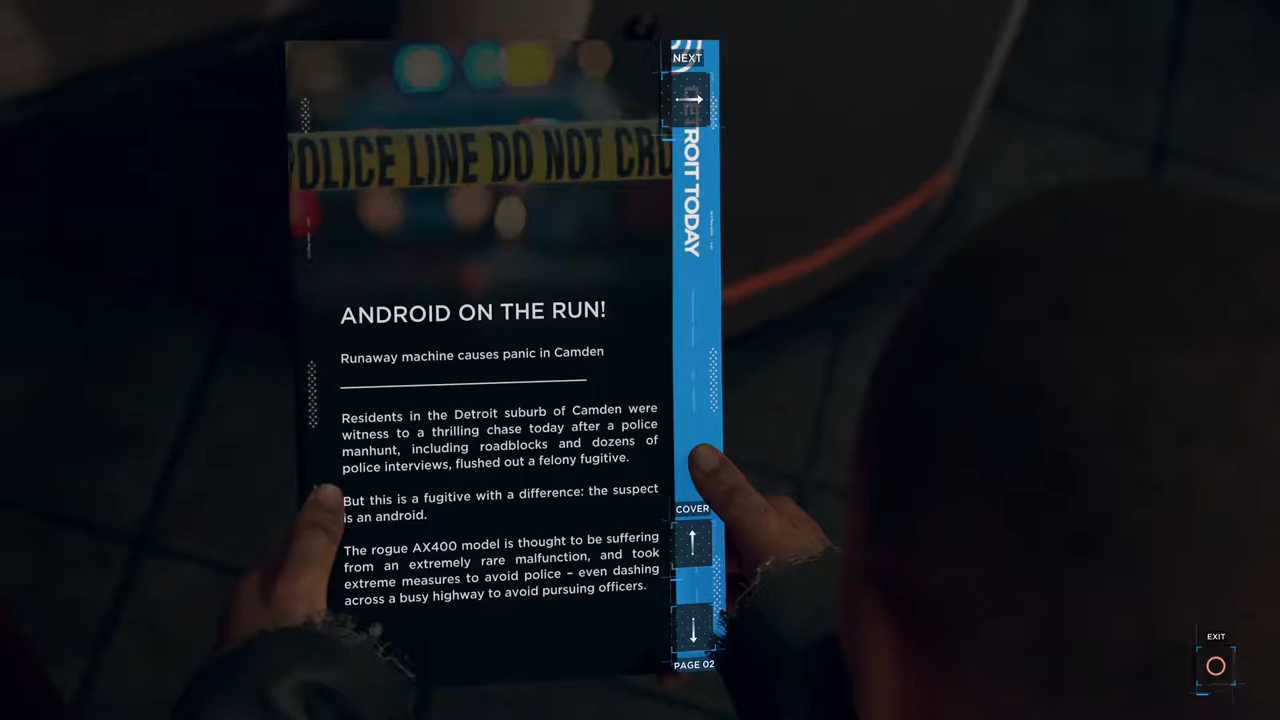 NEXT
DETROIT TODAY
POLICE LINE DO NOT CRO
ANDROID ON THE RUN!
Runaway machine causes panic in Camden
Residents in the Detroit suburb of Camden were
witness to a thrilling chase today after a police
manhunt, including roadblocks and dozens of
police interviews, flushed out a felony fugitive.
But this is a fugitive with a difference: the suspect
is an android.
The rogue AX400 model is thought to be suffering
from an extremely rare malfunction, and took
extreme measures to avoid police – even dashing
across a busy highway to avoid pursuing officers.
COVER
PAGE 02
EXIT